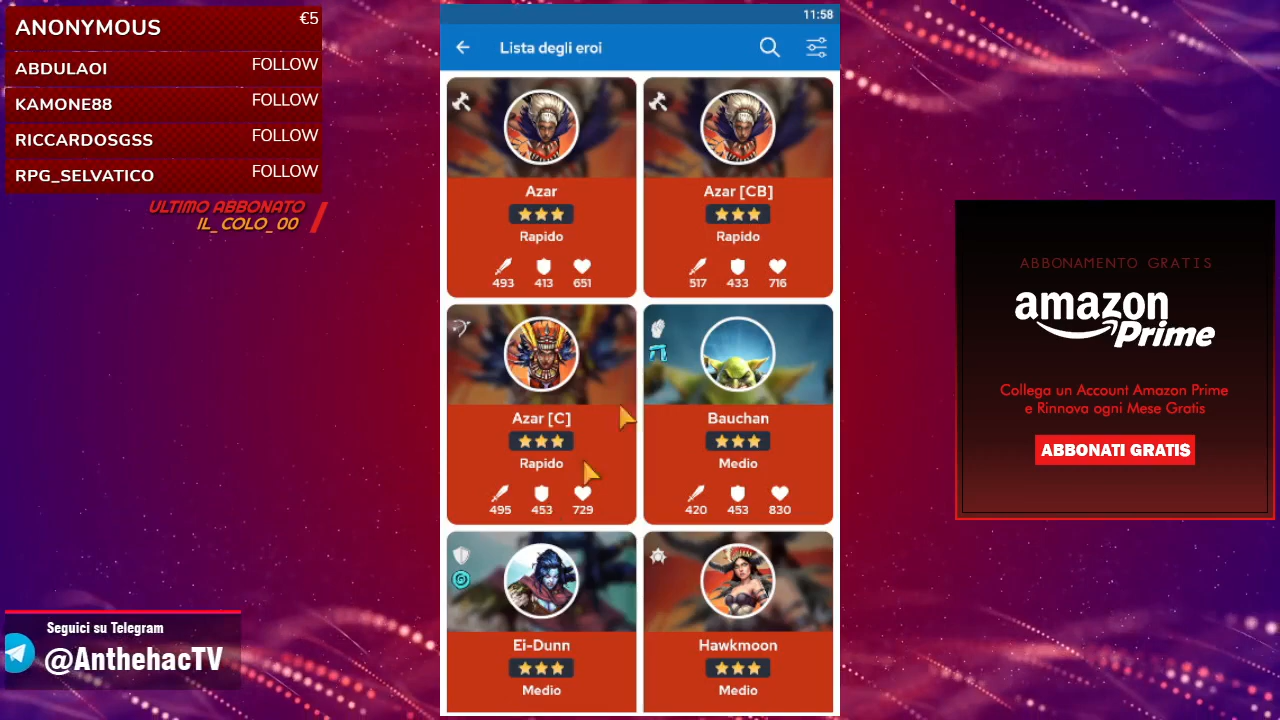 ANONYMOUS €5
ABDULAOI FOLLOW
KAMONE88 FOLLOW
RICCARDOSGSS FOLLOW
RPG_SELVATICO FOLLOW
ULTIMO ABBONATO
IL_COLO_00
11:58
Lista degli eroi
Azar
Rapido
493 413 651
Azar [CB]
Rapido
517 433 716
Azar [C]
Rapido
495 453 729
Bauchan
Medio
420 453 830
Ei-Dunn
Medio
Hawkmoon
Medio
ABBONAMENTO GRATIS
amazon
Prime
Collega un Account Amazon Prime
e Rinnova ogni Mese Gratis
ABBONATI GRATIS
Seguici su Telegram
@AnthehacTV